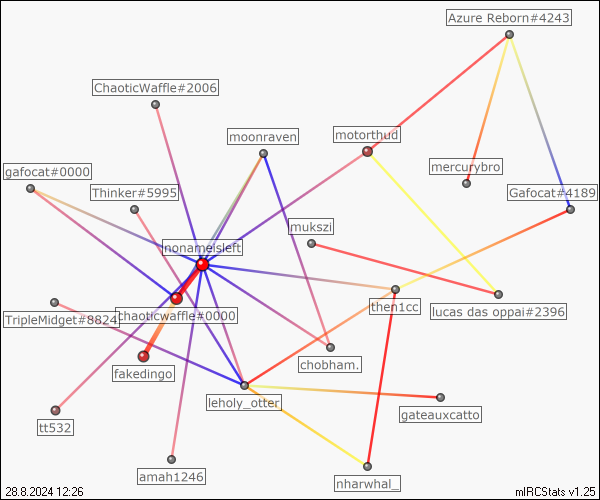 Azure Reborn#4243
ChaoticWaffle#2006
moonraven
motorthud
mercurybro
gafocat#0000
Thinker#5995
Gafocat#4189
mukszi
nonameisleft
then1cc
lucas das oppai#2396
TripleMidget#8824
chaoticwaffle#0000
chobham.
fakedingo
leholy_otter
gateauxcatto
tt532
amah1246
nharwhal_
28.8.2024 12:26
mIRCStats v1.25